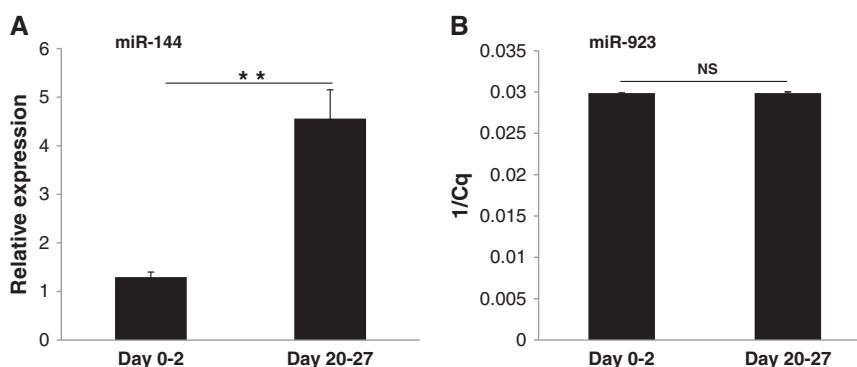 A
miR-144
Relative expression
6
5
4
3
2
1
0
* *
Day 0-2
Day 20-27
B
miR-923
1/Cq
0.035
0.03
0.025
0.02
0.015
0.01
0.005
0
NS
Day 0-2
Day 20-27